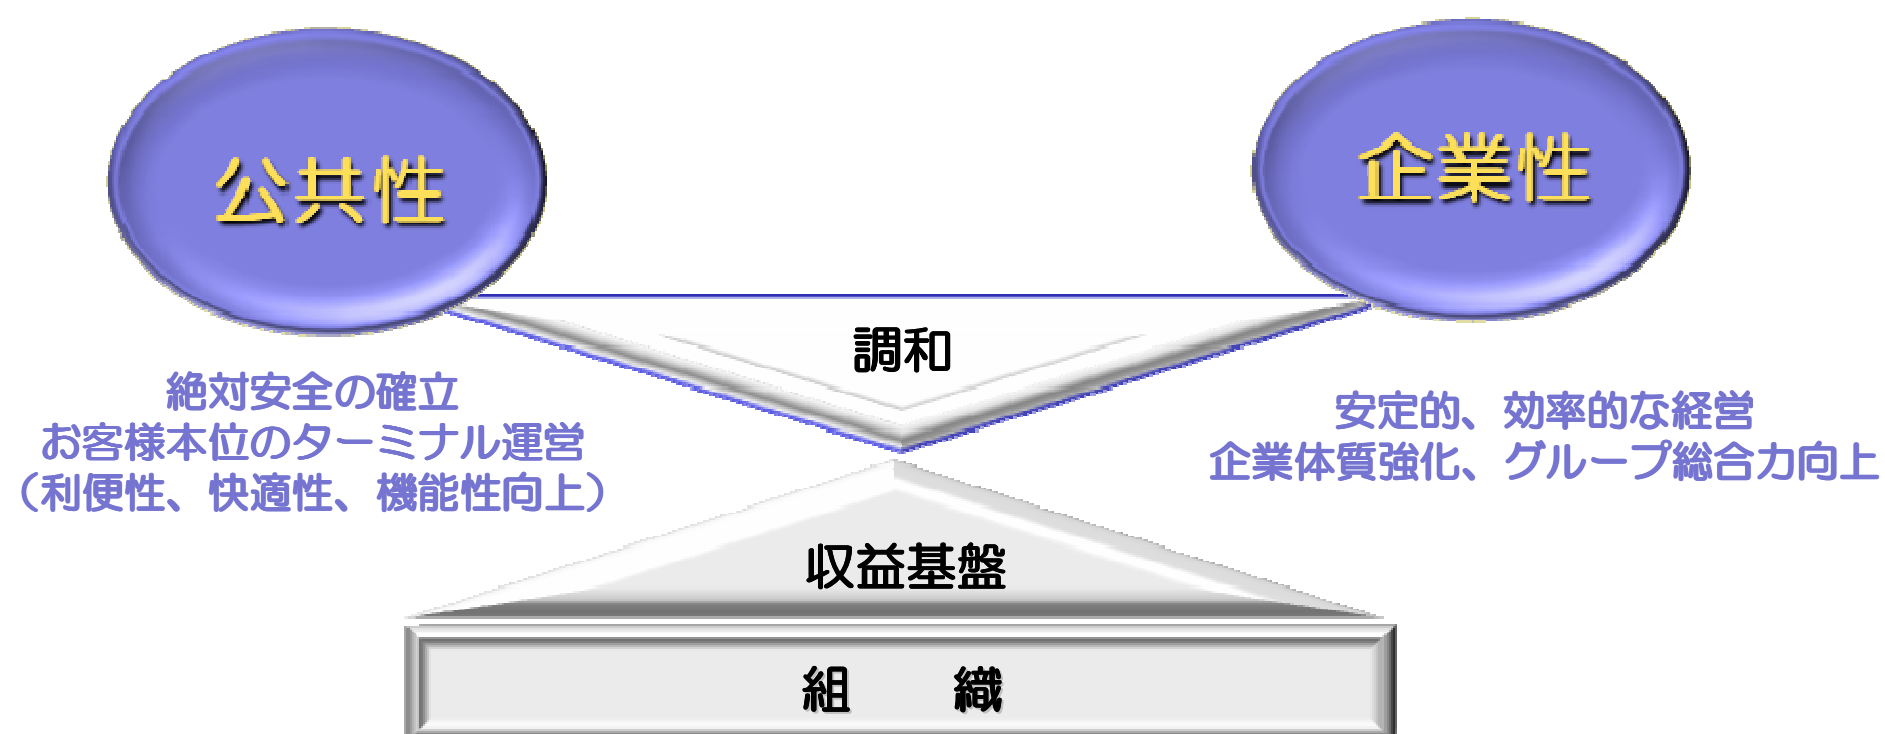 公共性
企業性
調和
絶対安全の確立
お客様本位のターミナル運営
（利便性、快適性、機能性向上）
安定的、効率的な経営
企業体質強化、グループ総合力向上
収益基盤
組　　織